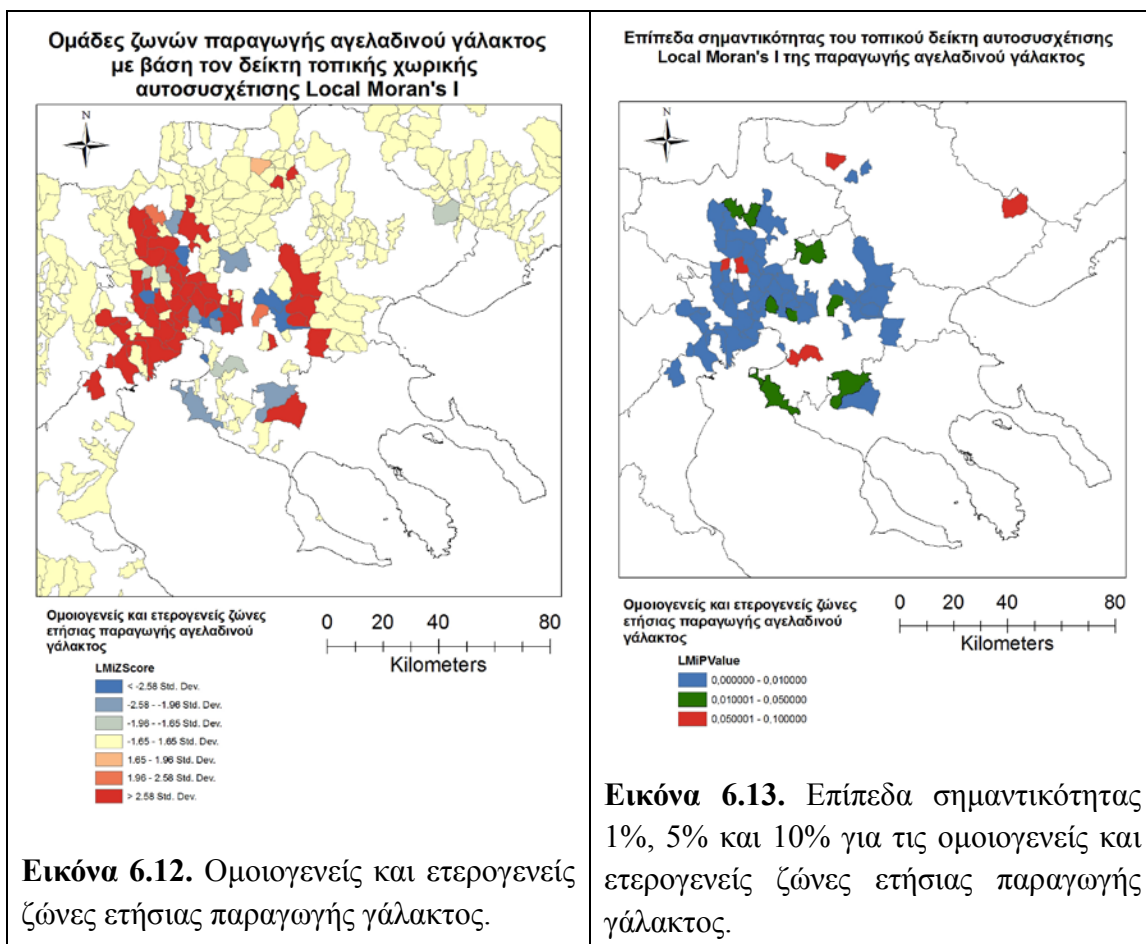 Ομάδες ζωνών παραγωγής αγελαδινού γάλακτος
με βάση τον δείκτη τοπικής χωρικής
αυτοσυσχέτισης Local Moran's I
N
Ομοιογενείς και ετερογενείς ζώνες
ετήσιας παραγωγής αγελαδινού
γάλακτος
0 20 40 80
Kilometers
LMiZScore
< -2.58 Std. Dev.
-2.58 - -1.96 Std. Dev.
-1.96 - -1.65 Std. Dev.
-1.65 - 1.65 Std. Dev.
1.65 - 1.96 Std. Dev.
1.96 - 2.58 Std. Dev.
> 2.58 Std. Dev.
Εικόνα 6.12. Ομοιογενείς και ετερογενείς
ζώνες ετήσιας παραγωγής γάλακτος.
Επίπεδα σημαντικότητας του τοπικού δείκτη αυτοσυσχέτισης
Local Moran's I της παραγωγής αγελαδινού γάλακτος
N
Ομοιογενείς και ετερογενείς ζώνες
ετήσιας παραγωγής αγελαδινού
γάλακτος
0 20 40 80
Kilometers
LMiPValue
0,000000 - 0,010000
0,010001 - 0,050000
0,050001 - 0,100000
Εικόνα 6.13. Επίπεδα σημαντικότητας
1%, 5% και 10% για τις ομοιογενείς και
ετερογενείς ζώνες ετήσιας παραγωγής
γάλακτος.